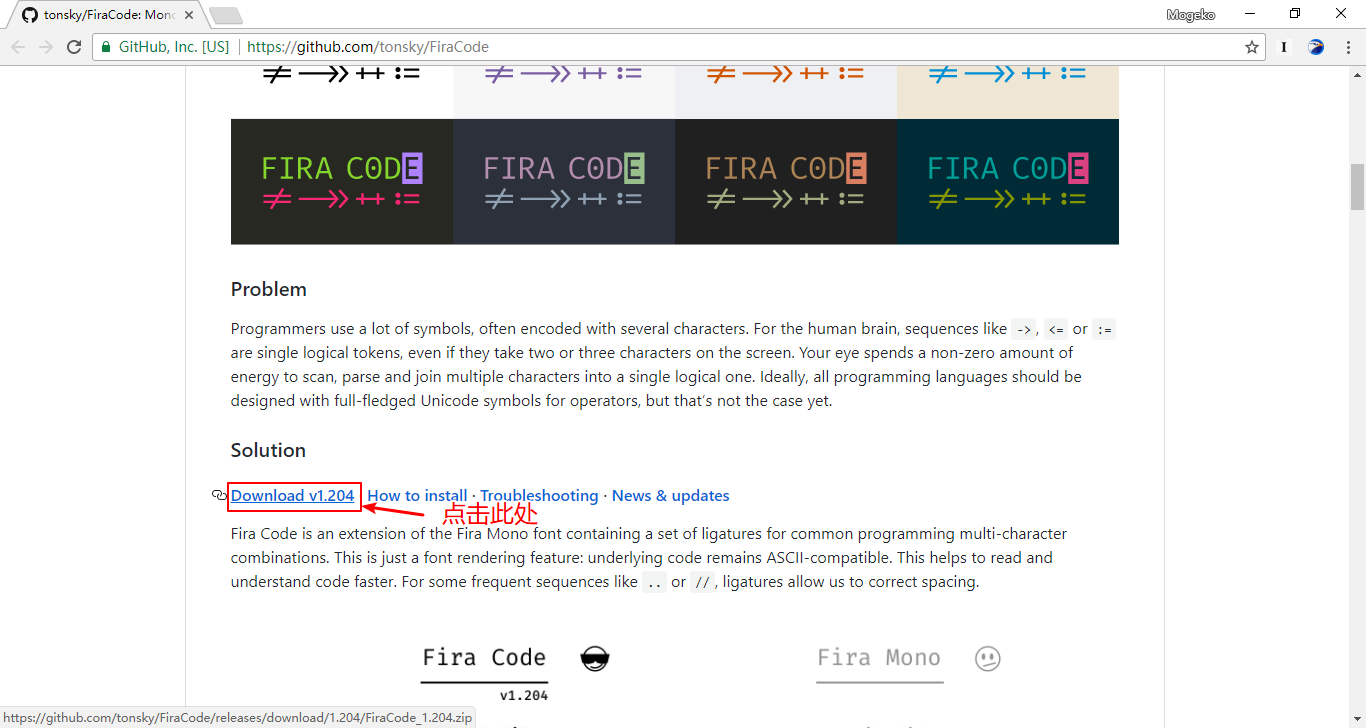 tonsky/FiraCode: Mono
Mogeko
GitHub, Inc. [US] https://github.com/tonsky/FiraCode
≠ ->> ++ := ≠ ->> ++ := ≠ ->> ++ := ≠ ->> ++ :=
FIRA C0DE FIRA C0DE FIRA C0DE FIRA C0DE
≠ ->> ++ := ≠ ->> ++ := ≠ ->> ++ := ≠ ->> ++ :=
Problem
Programmers use a lot of symbols, often encoded with several characters. For the human brain, sequences like ->, <= or :=
are single logical tokens, even if they take two or three characters on the screen. Your eye spends a non-zero amount of
energy to scan, parse and join multiple characters into a single logical one. Ideally, all programming languages should be
designed with full-fledged Unicode symbols for operators, but that’s not the case yet.
Solution
Download v1.204 How to install · Troubleshooting · News & updates
点击此处
Fira Code is an extension of the Fira Mono font containing a set of ligatures for common programming multi-character
combinations. This is just a font rendering feature: underlying code remains ASCII-compatible. This helps to read and
understand code faster. For some frequent sequences like .. or //, ligatures allow us to correct spacing.
Fira Code Fira Mono
v1.204
https://github.com/tonsky/FiraCode/releases/download/1.204/FiraCode_1.204.zip